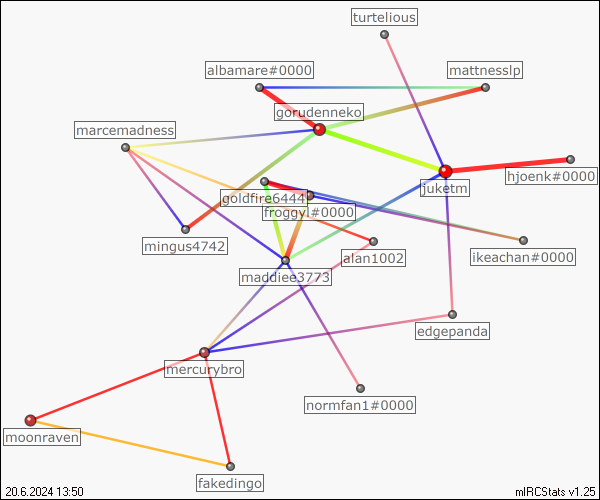 turtelious
albamare#0000
mattnesslp
gorudenneko
marcemadness
hjoenk#0000
juketm
goldfire6444
froggyl#0000
mingus4742
alan1002
ikeachan#0000
maddiee3773
edgepanda
mercurybro
normfan1#0000
moonraven
fakedingo
20.6.2024 13:50
mIRCStats v1.25